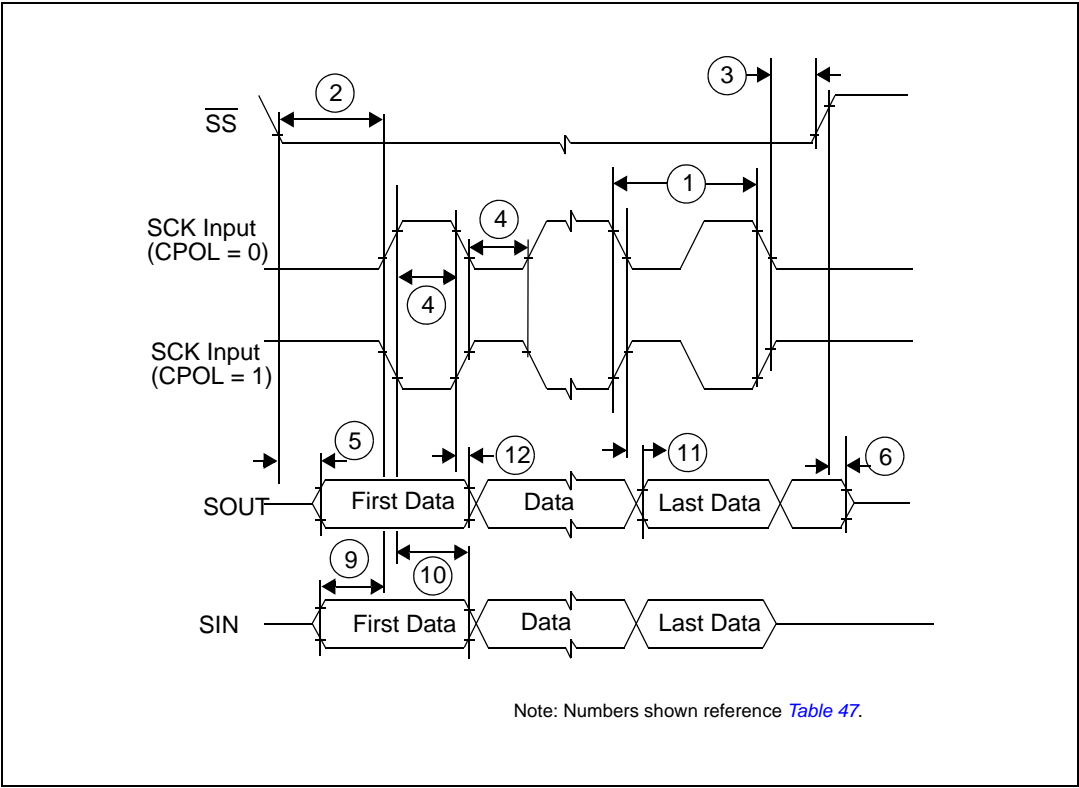 3
2
SS
1
4
SCK Input
(CPOL = 0)
4
SCK Input
(CPOL = 1)
5
12
11
6
SOUT
First Data
Data
Last Data
9
10
SIN
First Data
Data
Last Data
Note: Numbers shown reference Table 47.